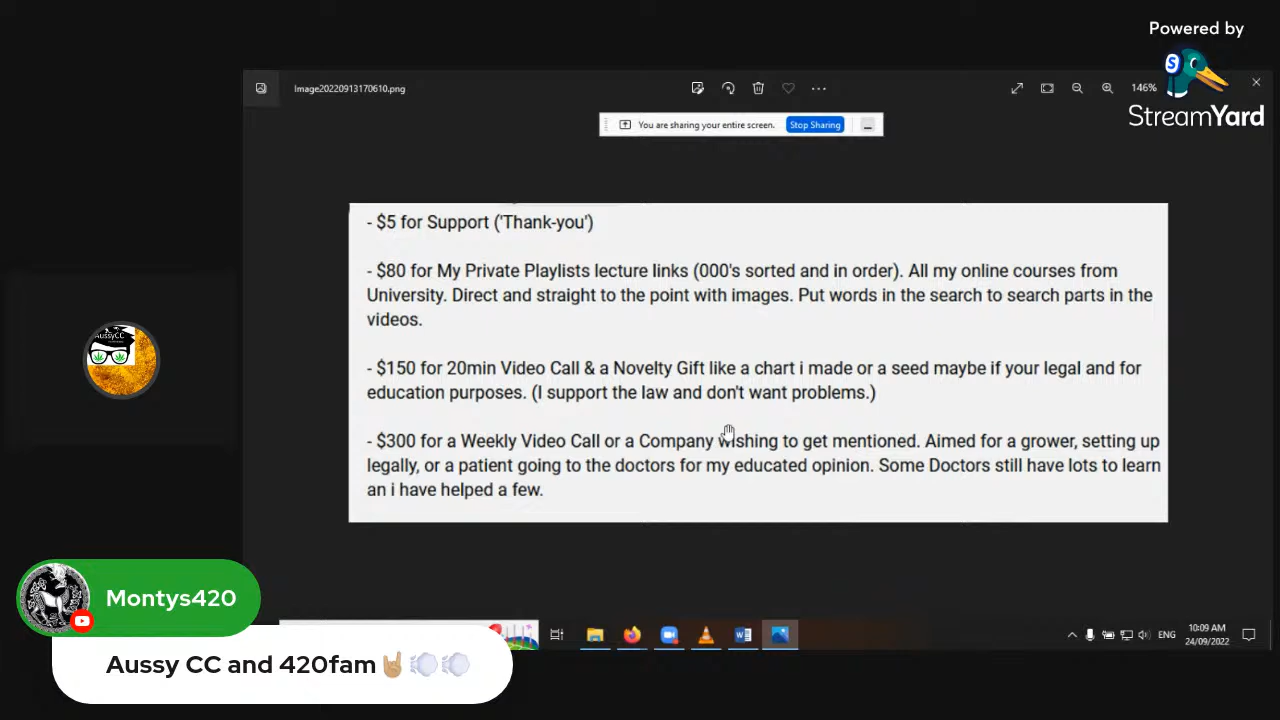 Powered by
StreamYard
Image20220913170610.png
146%
You are sharing your entire screen.
Stop Sharing
- $5 for Support ('Thank-you')
- $80 for My Private Playlists lecture links (000's sorted and in order). All my online courses from
University. Direct and straight to the point with images. Put words in the search to search parts in the
videos.
- $150 for 20min Video Call & a Novelty Gift like a chart i made or a seed maybe if your legal and for
education purposes. (I support the law and don't want problems.)
- $300 for a Weekly Video Call or a Company wishing to get mentioned. Aimed for a grower, setting up
legally, or a patient going to the doctors for my educated opinion. Some Doctors still have lots to learn
an i have helped a few.
AussyCC
Montys420
Aussy CC and 420fam🤘🏼💨💨
ENG
10:09 AM
24/09/2022